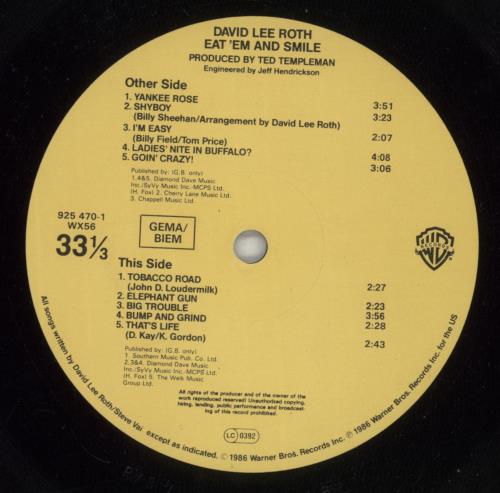 DAVID LEE ROTH
EAT 'EM AND SMILE
PRODUCED BY TED TEMPLEMAN
Engineered by Jeff Hendrickson
Other Side
1. YANKEE ROSE 3:51
2. SHYBOY 3:23
(Billy Sheehan/Arrangement by David Lee Roth)
3. I'M EASY 2:07
(Billy Field/Tom Price)
4. LADIES' NITE IN BUFFALO? 4:08
5. GOIN' CRAZY! 3:06
Published by: (G.B. only)
1,4&5. Diamond Dave Music
Inc./SyVy Music Inc.-MCPS Ltd.
(H. Fox) 2. Cherry Lane Music Ltd.
3. Chappell Music Ltd.
925 470-1
WX56
33 1/3
GEMA/
BIEM
This Side
1. TOBACCO ROAD
(John D. Loudermilk) 2:27
2. ELEPHANT GUN
3. BIG TROUBLE 2:23
4. BUMP AND GRIND 3:56
5. THAT'S LIFE 2:28
(D. Kay/K. Gordon) 2:43
Published by: (G.B. only)
1. Southern Music Pub. Co. Ltd.
2,3&4. Diamond Dave Music
Inc./SyVy Music Inc.-MCPS Ltd.
(H. Fox) 5. The Welk Music
Group Ltd.
All rights of the producer and of the owner of the
work reproduced reserved! Unauthorized copying,
hiring, lending, public performance and broadcast-
ing of this record prohibited.
LC 0392
All songs written by David Lee Roth/Steve Vai except as indicated. ©1986 Warner Bros. Records Inc. ℗ 1986 Warner Bros. Records Inc. for the US